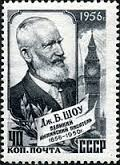 1956
Дж. Б. ШОУ
ВЕЛИКИЙ
АНГЛИЙСКИЙ ПИСАТЕЛЬ
1856-1950
40
КОП. ПОЧТА СССР